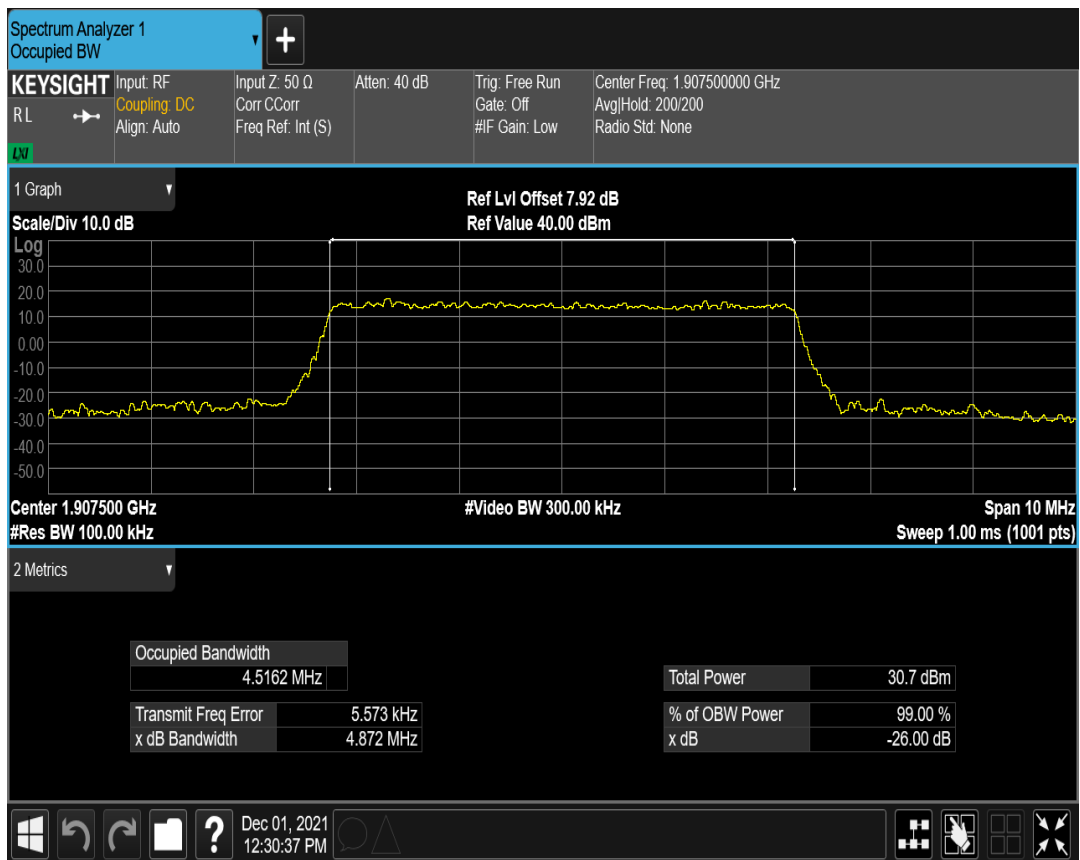 Spectrum Analyzer 1
Occupied BW
+
KEYSIGHT
RL
LXI
Input: RF
Coupling: DC
Align: Auto
Input Z: 50 Ω
Corr CCorr
Freq Ref: Int (S)
Atten: 40 dB
Trig: Free Run
Gate: Off
#IF Gain: Low
Center Freq: 1.907500000 GHz
Avg|Hold: 200/200
Radio Std: None
1 Graph
Ref Lvl Offset 7.92 dB
Scale/Div 10.0 dB
Ref Value 40.00 dBm
Log
30.0
20.0
10.0
0.00
-10.0
-20.0
-30.0
-40.0
-50.0
Center 1.907500 GHz
#Video BW 300.00 kHz
Span 10 MHz
#Res BW 100.00 kHz
Sweep 1.00 ms (1001 pts)
2 Metrics
Occupied Bandwidth
4.5162 MHz
Total Power 30.7 dBm
Transmit Freq Error 5.573 kHz
% of OBW Power 99.00 %
x dB Bandwidth 4.872 MHz
x dB -26.00 dB
?
Dec 01, 2021
12:30:37 PM